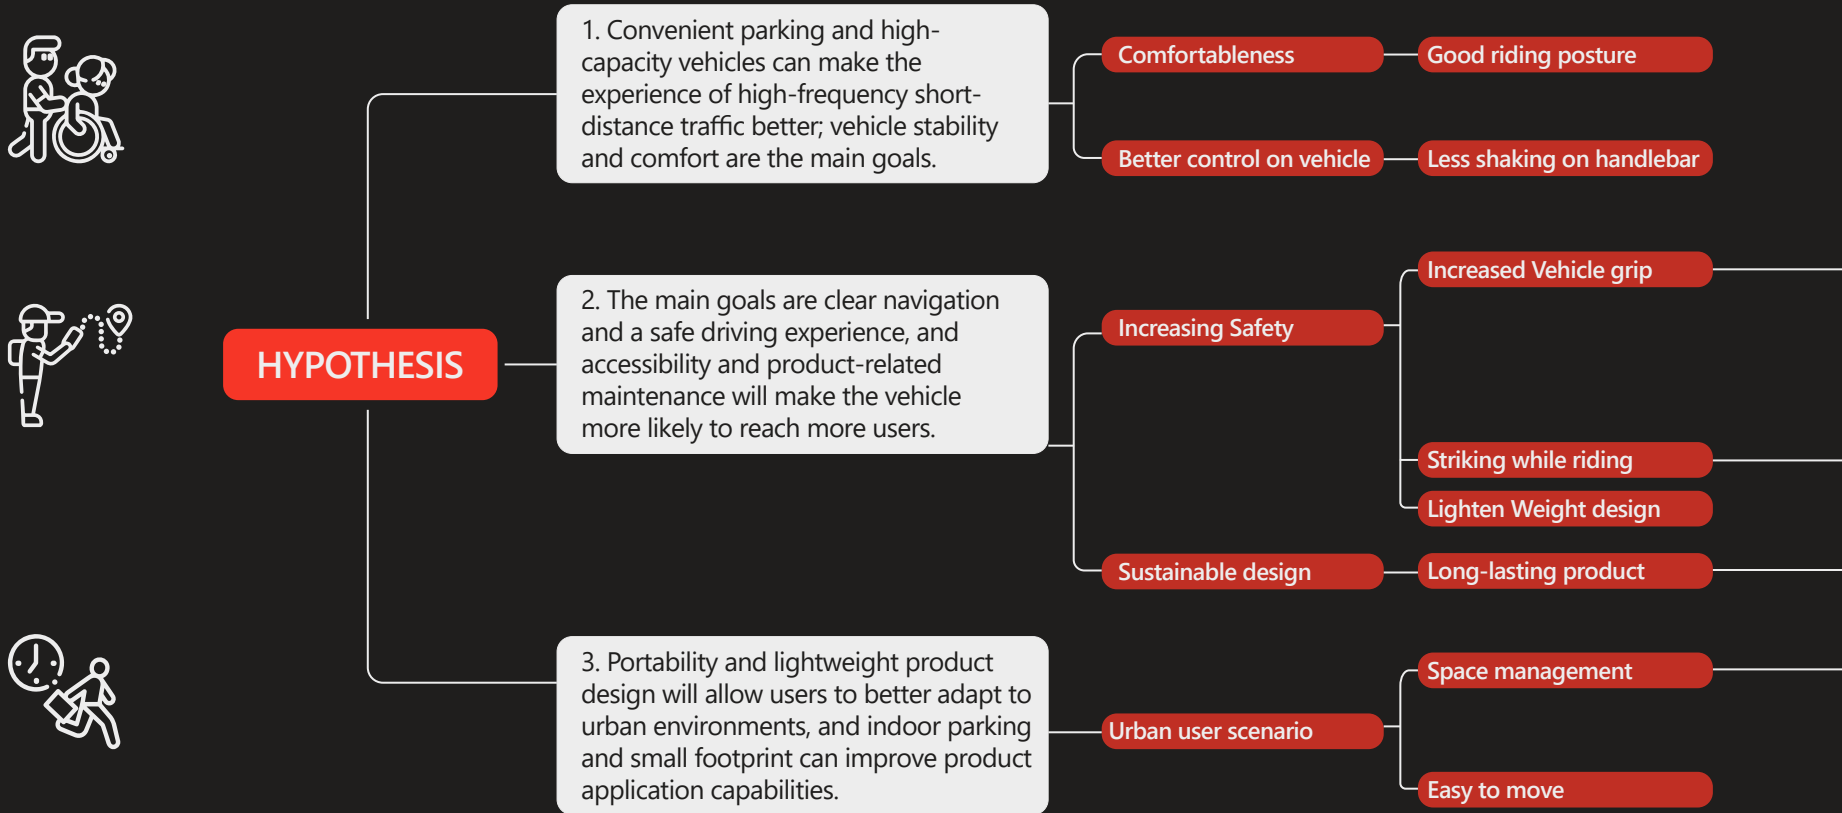 HYPOTHESIS
1. Convenient parking and high-
capacity vehicles can make the
experience of high-frequency short-
distance traffic better; vehicle stability
and comfort are the main goals.
Comfortableness
Good riding posture
Better control on vehicle
Less shaking on handlebar
2. The main goals are clear navigation
and a safe driving experience, and
accessibility and product-related
maintenance will make the vehicle
more likely to reach more users.
Increasing Safety
Increased Vehicle grip
Striking while riding
Lighten Weight design
Sustainable design
Long-lasting product
3. Portability and lightweight product
design will allow users to better adapt to
urban environments, and indoor parking
and small footprint can improve product
application capabilities.
Urban user scenario
Space management
Easy to move